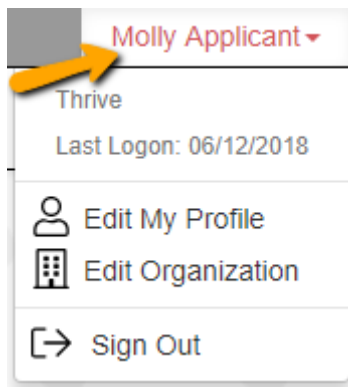 Molly Applicant
Thrive
Last Logon: 06/12/2018
Edit My Profile
Edit Organization
Sign Out